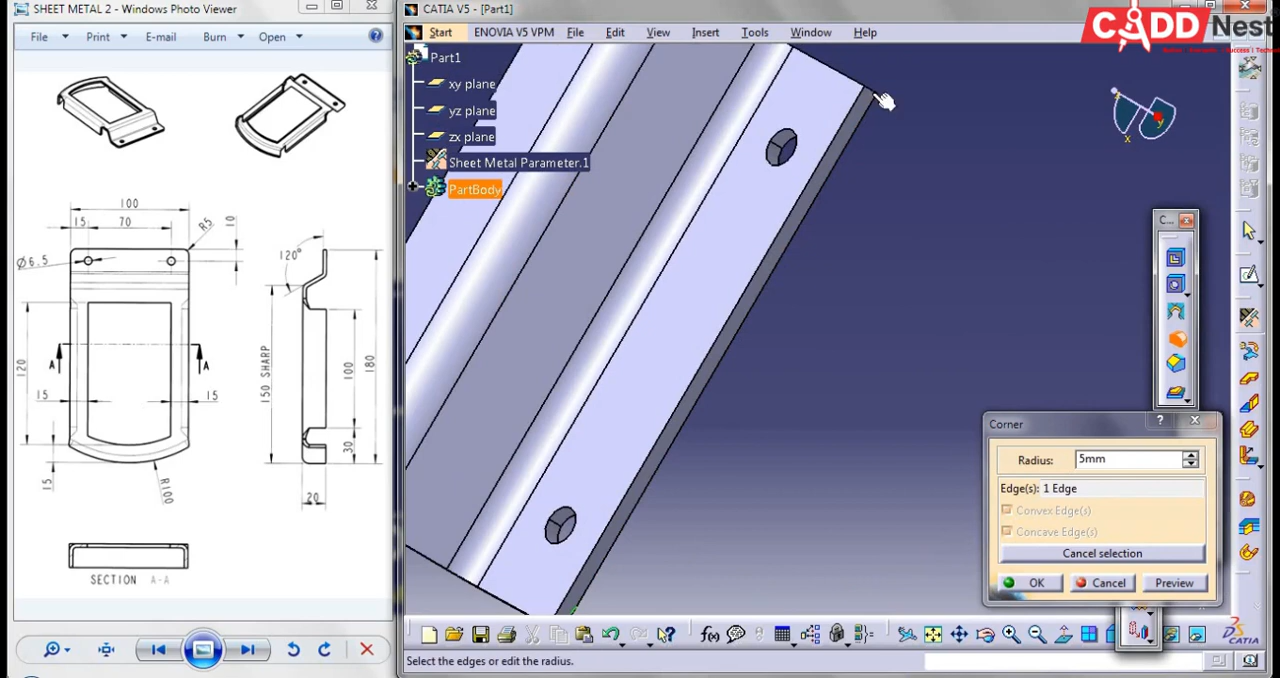 SHEET METAL 2 - Windows Photo Viewer
File Print E-mail Burn Open
100
15 70
R5
10
Ø6.5
120°
120
A A
15 15
150 SHARP
100
180
30
15
R100
20
SECTION A-A
CATIA V5 - [Part1]
CADD Nest
Start ENOVIA V5 VPM File Edit View Insert Tools Window Help
Part1
xy plane
yz plane
zx plane
Sheet Metal Parameter.1
PartBody
z
y
x
C...
Corner
Radius: 5mm
Edge(s): 1 Edge
Convex Edge(s)
Concave Edge(s)
Cancel selection
OK Cancel Preview
f(x)
CATIA
Select the edges or edit the radius.